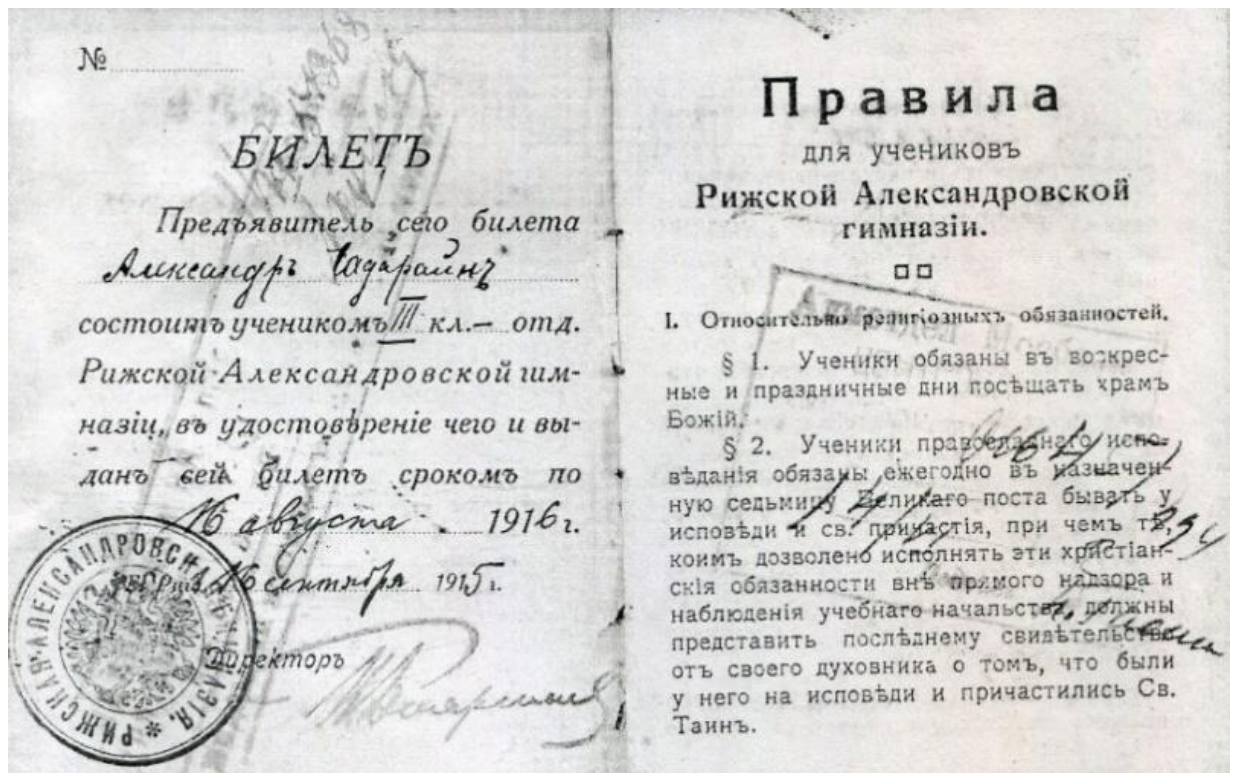 №
БИЛЕТЪ
Предъявитель сего билета
Александръ
состоитъ ученикомъ III кл. — отд.
Рижской Александровской гим-
назіи, въ удостовѣреніе чего и вы-
данъ сей билетъ срокомъ по
16 августа 1916 г.
16 сентября 1915 г.
Директоръ
РИЖСКАЯ АЛЕКСАНДРОВСКАЯ ГИМНАЗІЯ
Правила
для учениковъ
Рижской Александровской
гимназіи.
I. Относительно религіозныхъ обязанностей.
§ 1. Ученики обязаны въ воскрес-
ные и праздничные дни посѣщать храмъ
Божій.
§ 2. Ученики православнаго испо-
вѣданія обязаны ежегодно въ назначен-
ную седьмицу Великаго поста бывать у
исповѣди и св. причастія, при чемъ тѣ,
коимъ дозволено исполнять эти христіан-
скія обязанности внѣ прямого надзора и
наблюденія учебнаго начальства, должны
представить послѣднему свидѣтельство
отъ своего духовника о томъ, что были
у него на исповѣди и причастились Св.
Таинъ.